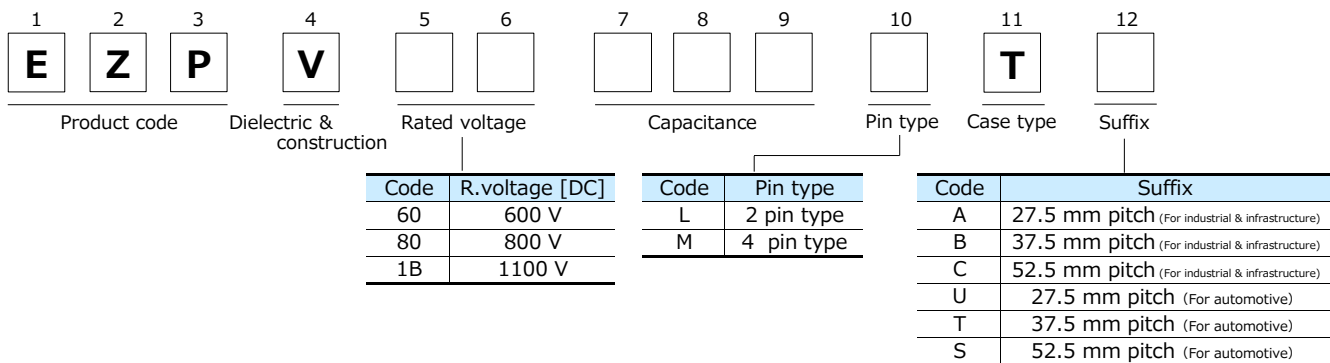 1 2 3 4 5 6 7 8 9 10 11 12
E Z P V T
Product code Dielectric & construction Rated voltage Capacitance Pin type Case type Suffix
Code R.voltage [DC]
60 600 V
80 800 V
1B 1100 V
Code Pin type
L 2 pin type
M 4 pin type
Code Suffix
A 27.5 mm pitch (For industrial & infrastructure)
B 37.5 mm pitch (For industrial & infrastructure)
C 52.5 mm pitch (For industrial & infrastructure)
U 27.5 mm pitch (For automotive)
T 37.5 mm pitch (For automotive)
S 52.5 mm pitch (For automotive)